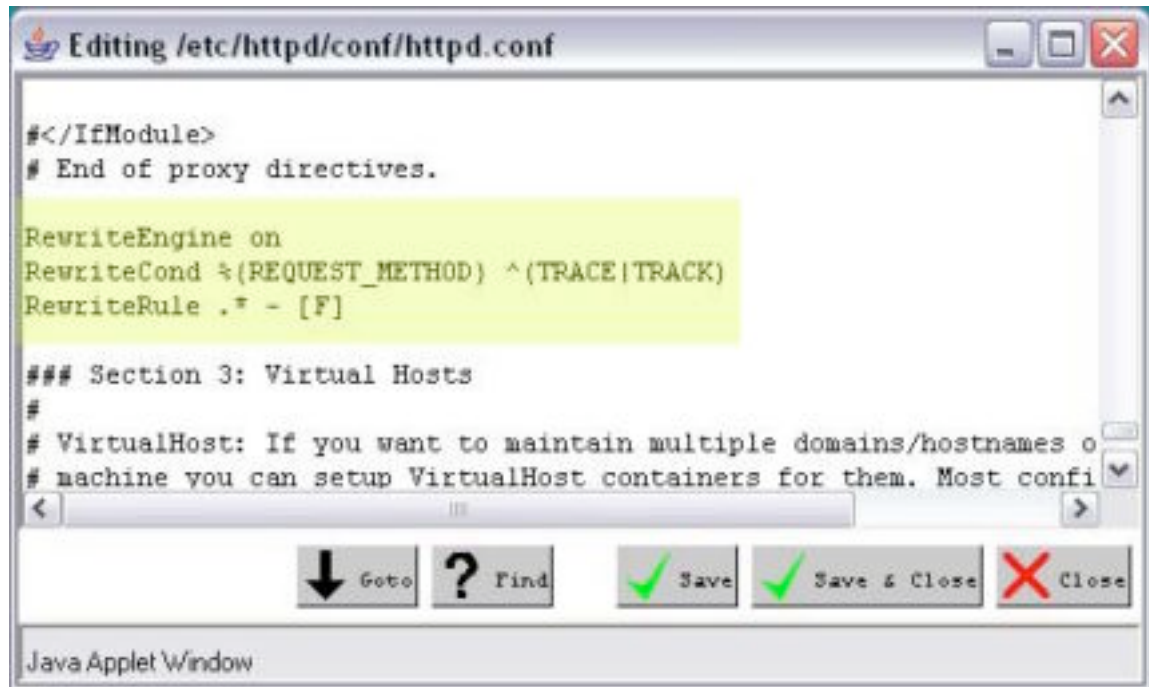 Editing /etc/httpd/conf/httpd.conf
#</IfModule>
# End of proxy directives.
RewriteEngine on
RewriteCond %{REQUEST_METHOD} ^(TRACE|TRACK)
RewriteRule .* - [F]
### Section 3: Virtual Hosts
#
# VirtualHost: If you want to maintain multiple domains/hostnames o
# machine you can setup VirtualHost containers for them. Most confi
Goto ? Find Save Save & Close Close
Java Applet Window